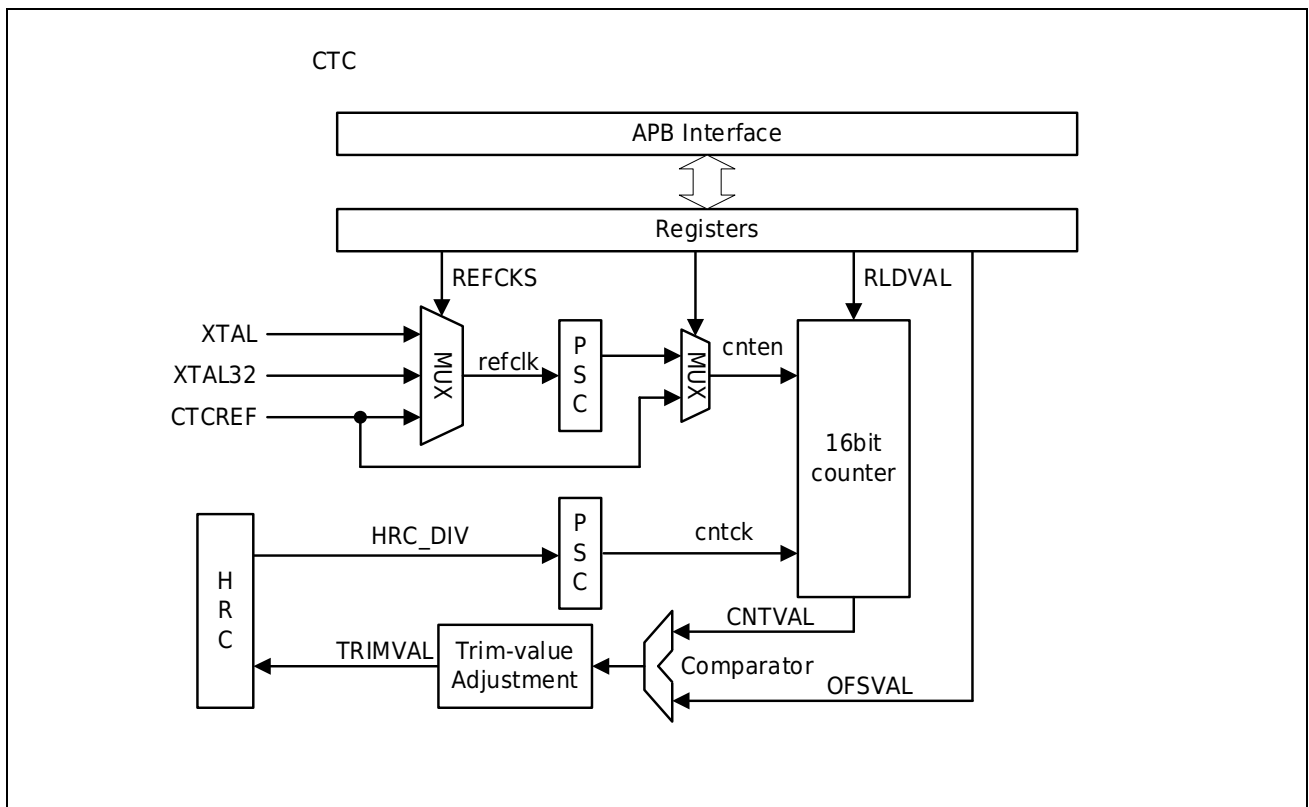 CTC
APB Interface
Registers
REFCKS
RLDVAL
XTAL
XTAL32
CTCREF
MUX
refclk
P
S
C
MUX
cnten
16bit
counter
H
R
C
HRC_DIV
P
S
C
cntck
CNTVAL
TRIMVAL
Trim-value
Adjustment
Comparator
OFSVAL